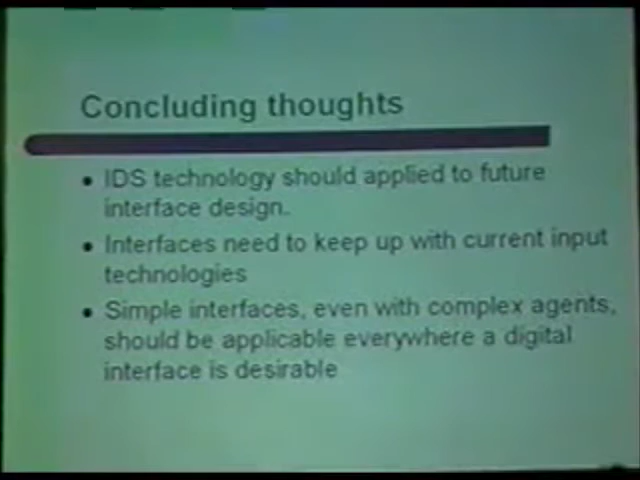 Concluding thoughts
• IDS technology should applied to future
interface design.
• Interfaces need to keep up with current input
technologies
• Simple interfaces, even with complex agents,
should be applicable everywhere a digital
interface is desirable